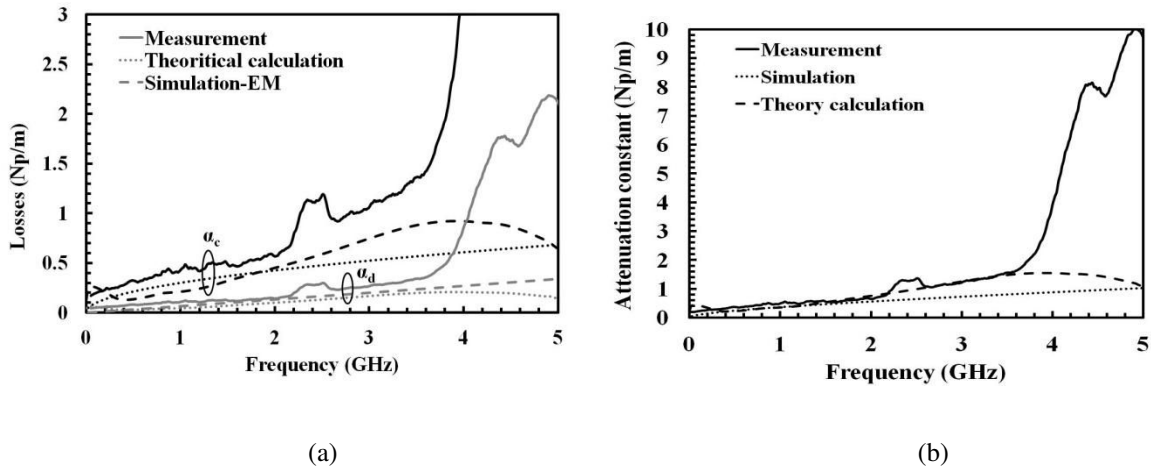 3
2.5
2
1.5
1
0.5
0
Losses (Np/m)
Measurement
Theoritical calculation
Simulation-EM
αc
αd
0 1 2 3 4 5
Frequency (GHz)
(a)
10
9
8
7
6
5
4
3
2
1
0
Attenuation constant (Np/m)
Measurement
Simulation
Theory calculation
0 1 2 3 4 5
Frequency (GHz)
(b)